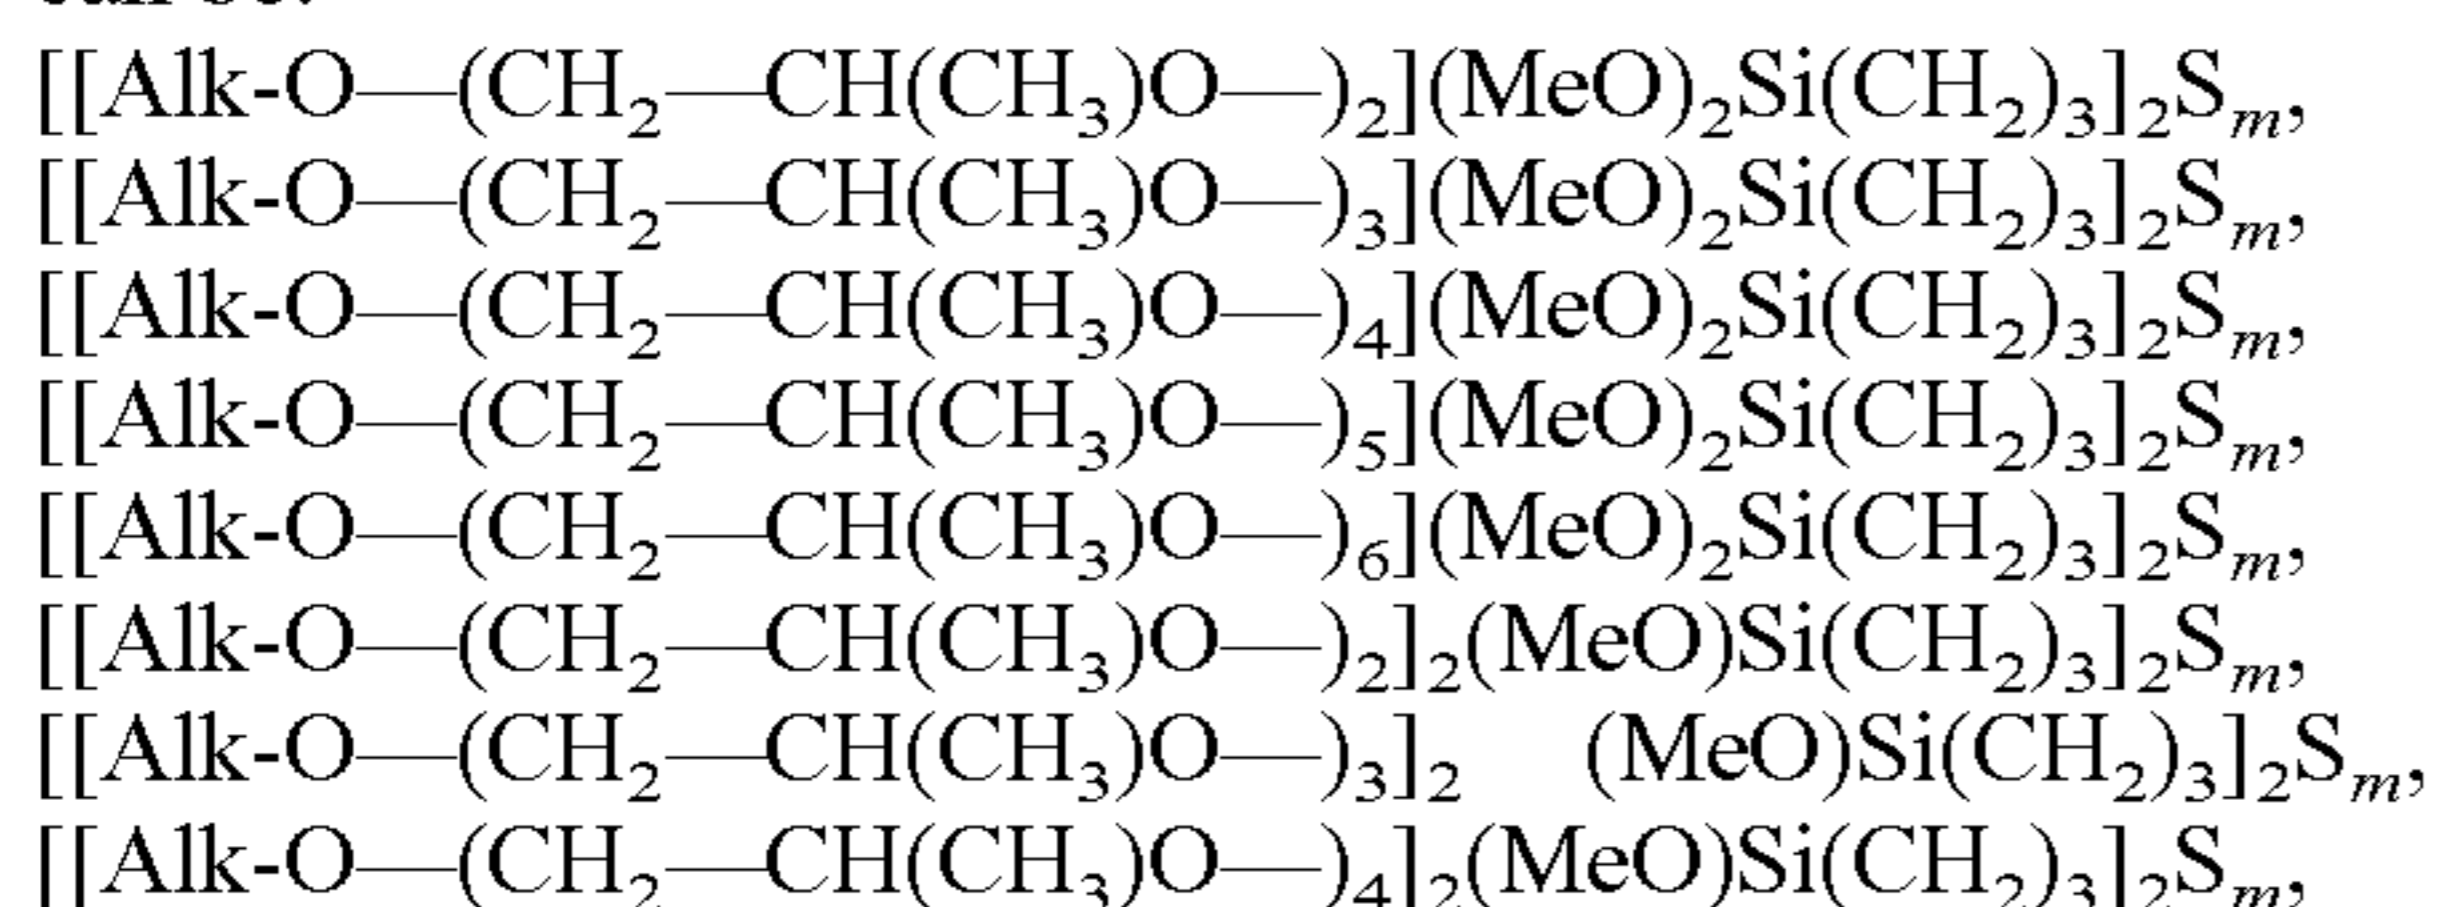 [[Alk-O—(CH₂—CH(CH₃)O—)₂](MeO)₂Si(CH₂)₃]₂Sₘ,
[[Alk-O—(CH₂—CH(CH₃)O—)₃](MeO)₂Si(CH₂)₃]₂Sₘ,
[[Alk-O—(CH₂—CH(CH₃)O—)₄](MeO)₂Si(CH₂)₃]₂Sₘ,
[[Alk-O—(CH₂—CH(CH₃)O—)₅](MeO)₂Si(CH₂)₃]₂Sₘ,
[[Alk-O—(CH₂—CH(CH₃)O—)₆](MeO)₂Si(CH₂)₃]₂Sₘ,
[[Alk-O—(CH₂—CH(CH₃)O—)₂]₂(MeO)Si(CH₂)₃]₂Sₘ,
[[Alk-O—(CH₂—CH(CH₃)O—)₃]₂ (MeO)Si(CH₂)₃]₂Sₘ,
[[Alk-O—(CH₂—CH(CH₃)O—)₄]₂(MeO)Si(CH₂)₃]₂Sₘ,